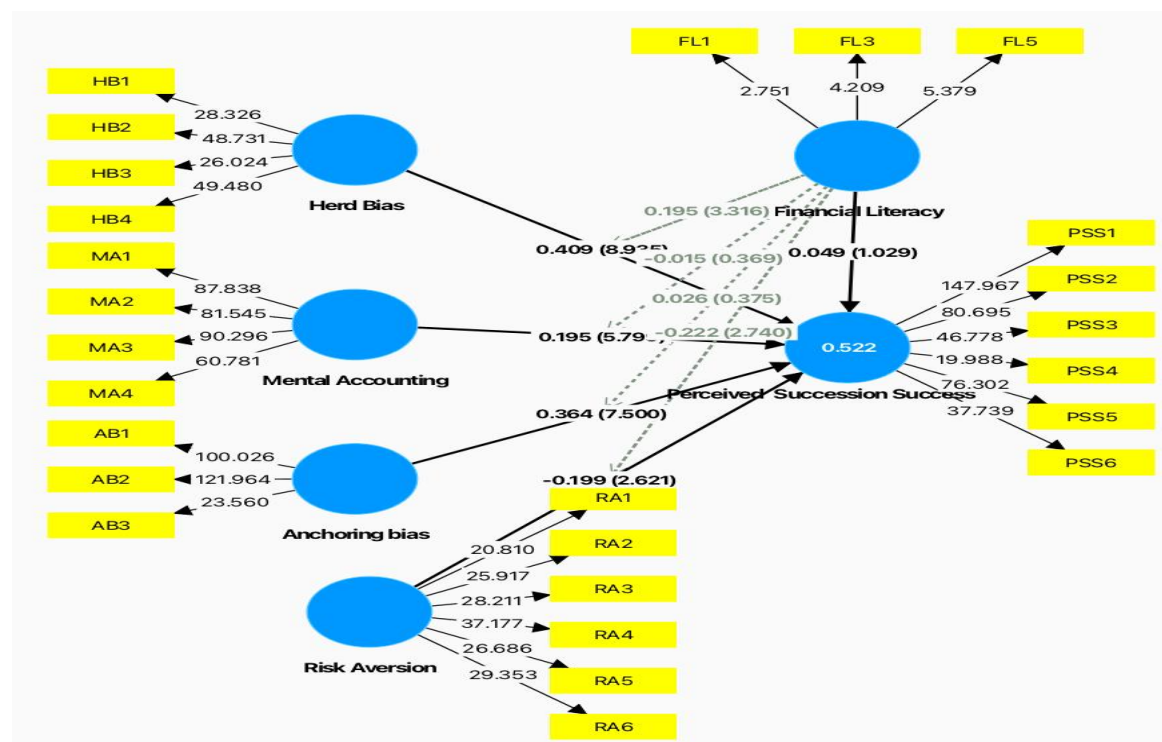 FL1
FL3
FL5
2.751
4.209
5.379
HB1
HB2
HB3
HB4
28.326
48.731
26.024
49.480
Herd Bias
MA1
MA2
MA3
MA4
87.838
81.545
90.296
60.781
Mental Accounting
AB1
AB2
AB3
100.026
121.964
23.560
Anchoring bias
Risk Aversion
20.810
25.917
28.211
37.177
26.686
29.353
RA1
RA2
RA3
RA4
RA5
RA6
Financial Literacy
0.195 (3.316)
0.409
-0.015 (0.369)
0.049 (1.029)
0.026 (0.375)
0.195
-0.222 (2.740)
0.364 (7.500)
-0.199 (2.621)
0.522
Perceived Succession Success
147.967
80.695
46.778
19.988
76.302
37.739
PSS1
PSS2
PSS3
PSS4
PSS5
PSS6